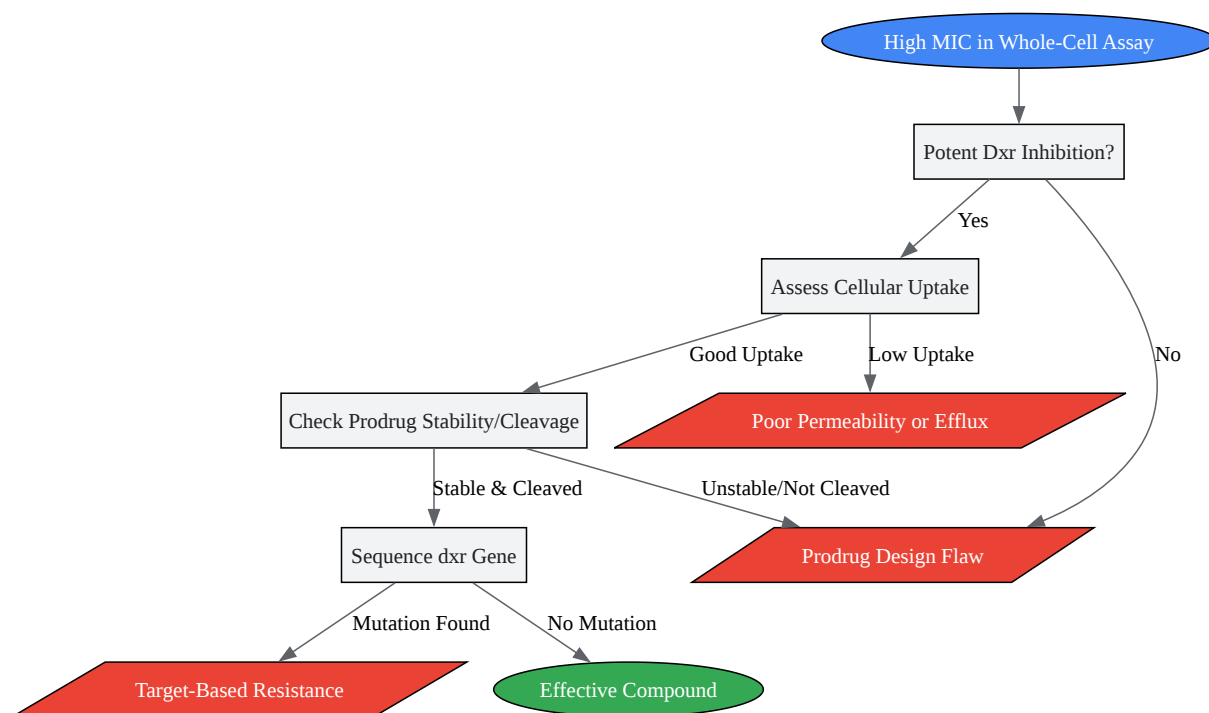 High MIC in Whole-Cell Assay
Potent Dxr Inhibition?
Yes
Assess Cellular Uptake
Good Uptake
Low Uptake
No
Check Prodrug Stability/Cleavage
Poor Permeability or Efflux
Stable & Cleaved
Unstable/Not Cleaved
Sequence dxr Gene
Prodrug Design Flaw
Mutation Found
No Mutation
Target-Based Resistance
Effective Compound